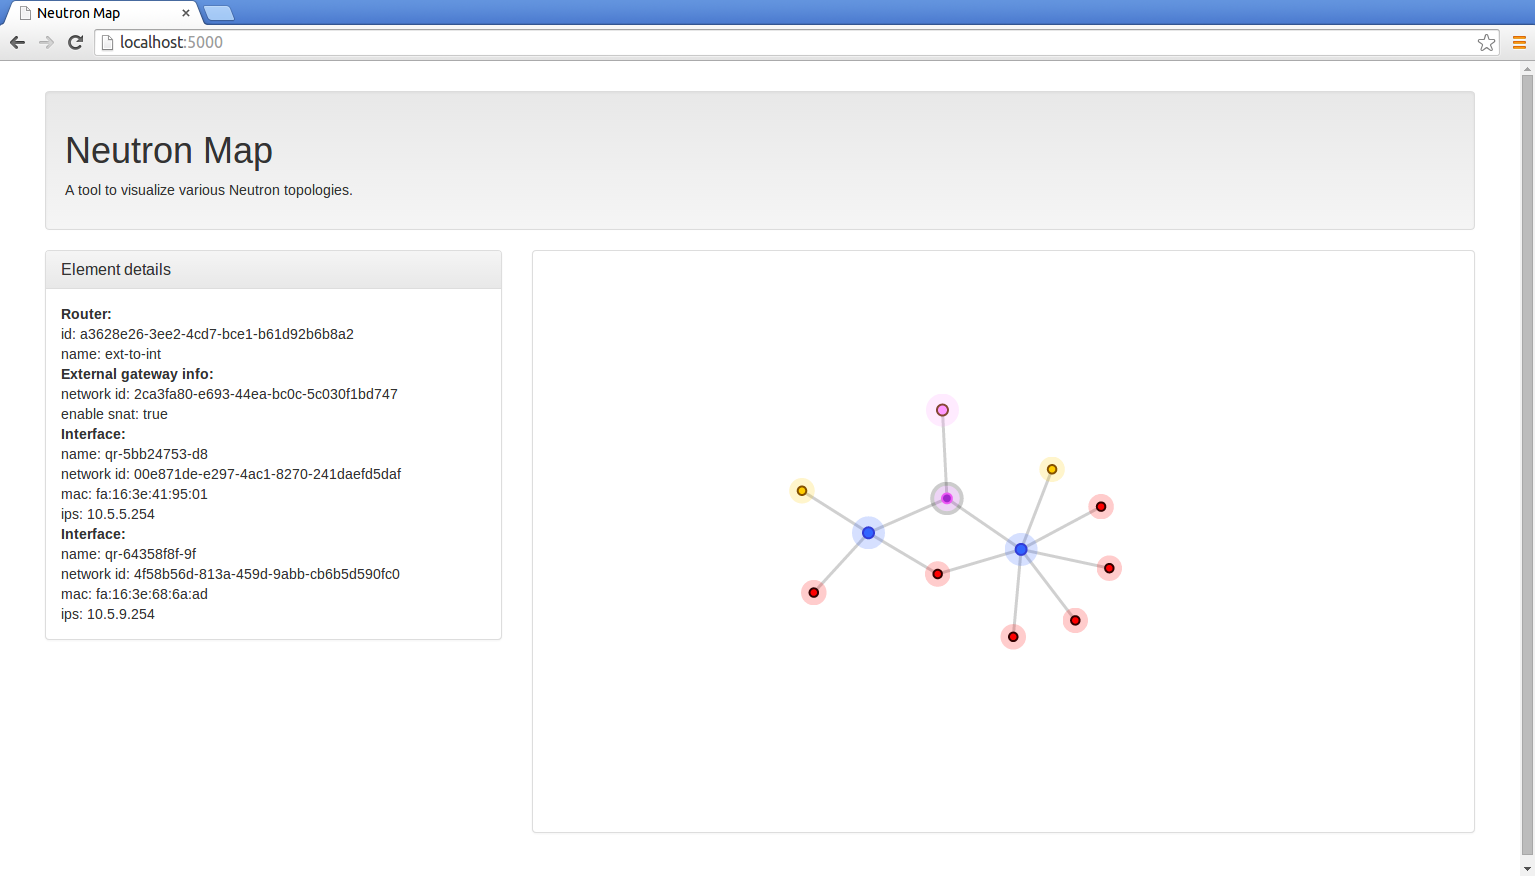 Neutron Map
localhost:5000
Neutron Map
A tool to visualize various Neutron topologies.
Element details
Router:
id: a3628e26-3ee2-4cd7-bce1-b61d92b6b8a2
name: ext-to-int
External gateway info:
network id: 2ca3fa80-e693-44ea-bc0c-5c030f1bd747
enable snat: true
Interface:
name: qr-5bb24753-d8
network id: 00e871de-e297-4ac1-8270-241daefd5daf
mac: fa:16:3e:41:95:01
ips: 10.5.5.254
Interface:
name: qr-64358f8f-9f
network id: 4f58b56d-813a-459d-9abb-cb6b5d590fc0
mac: fa:16:3e:68:6a:ad
ips: 10.5.9.254